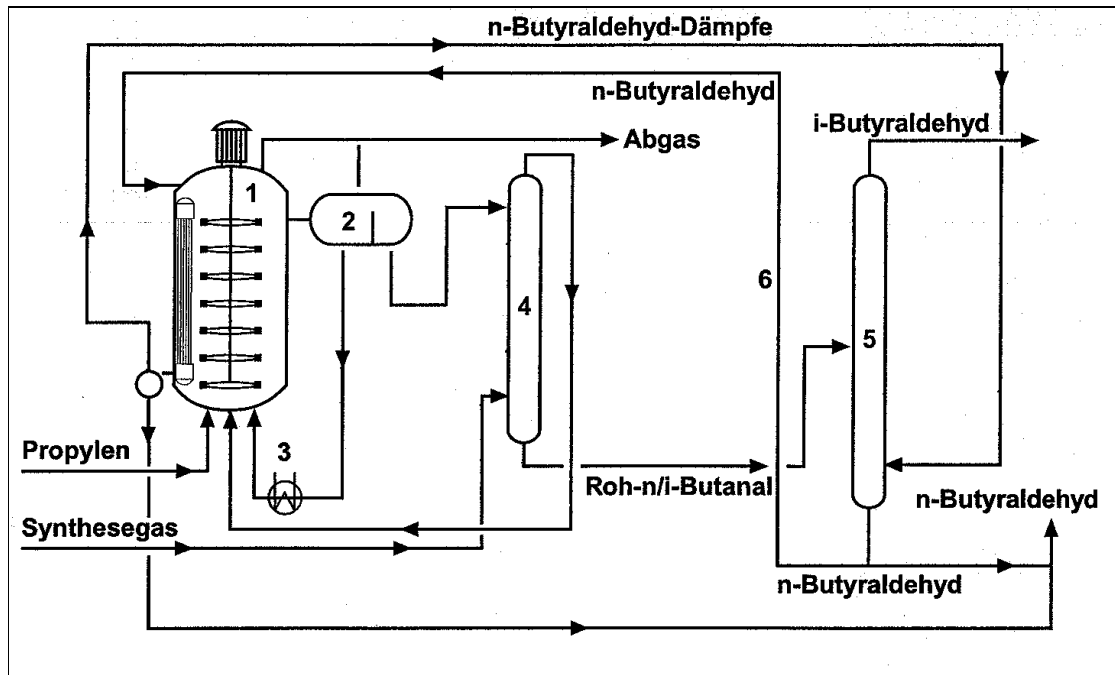 n-Butyraldehyd-Dämpfe
n-Butyraldehyd
i-Butyraldehyd
Abgas
1
2
4
6
5
3
Propylen
Roh-n/i-Butanal
n-Butyraldehyd
Synthesegas
n-Butyraldehyd